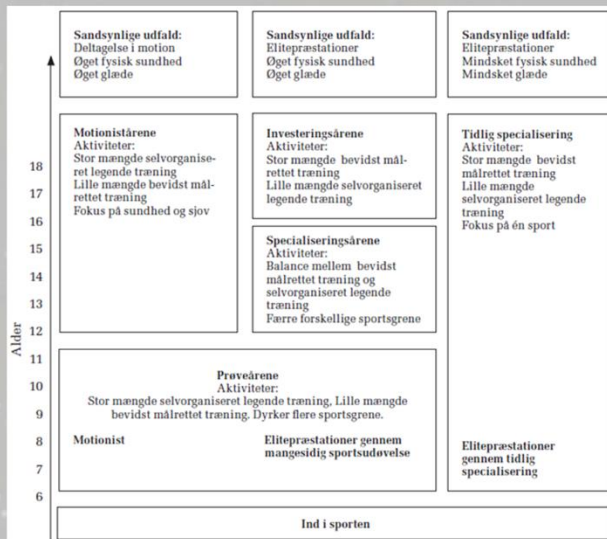 Sandsynlige udfald:
Deltagelse i motion
Øget fysisk sundhed
Øget glæde
Sandsynlige udfald:
Elitepræstationer
Øget fysisk sundhed
Øget glæde
Sandsynlige udfald:
Elitepræstationer
Mindsket fysisk sundhed
Mindsket glæde
Motionistårene
Aktiviteter:
Stor mængde selvorganise-
ret legende træning
Lille mængde bevidst mål-
rettet træning
Fokus på sundhed og sjov
Investeringsårene
Aktiviteter:
Stor mængde bevidst mål-
rettet træning
Lille mængde selvorganiseret
legende træning
Tidlig specialisering
Aktiviteter:
Stor mængde bevidst
målrettet træning
Lille mængde
selvorganiseret legende
træning
Fokus på én sport
Specialiseringsårene
Aktiviteter:
Balance mellem bevidst
målrettet træning og
selvorganiseret legende
træning
Færre forskellige sportsgrene
Prøveårene
Aktiviteter:
Stor mængde selvorganiseret legende træning, Lille mængde
bevidst målrettet træning. Dyrker flere sportsgrene.
Motionist
Elitepræstationer gennem
mangesidig sportsudøvelse
Elitepræstationer
gennem tidlig
specialisering
Ind i sporten
Alder
18
17
16
15
14
13
12
11
10
9
8
7
6